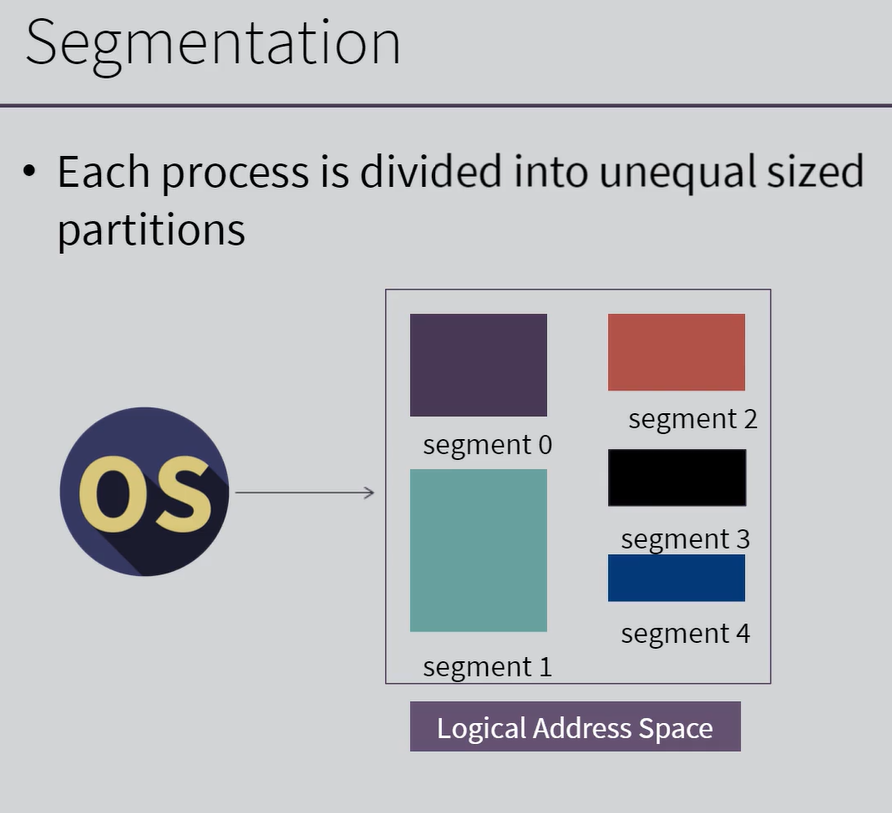 Segmentation
• Each process is divided into unequal sized
partitions
OS
segment 0
segment 1
segment 2
segment 3
segment 4
Logical Address Space